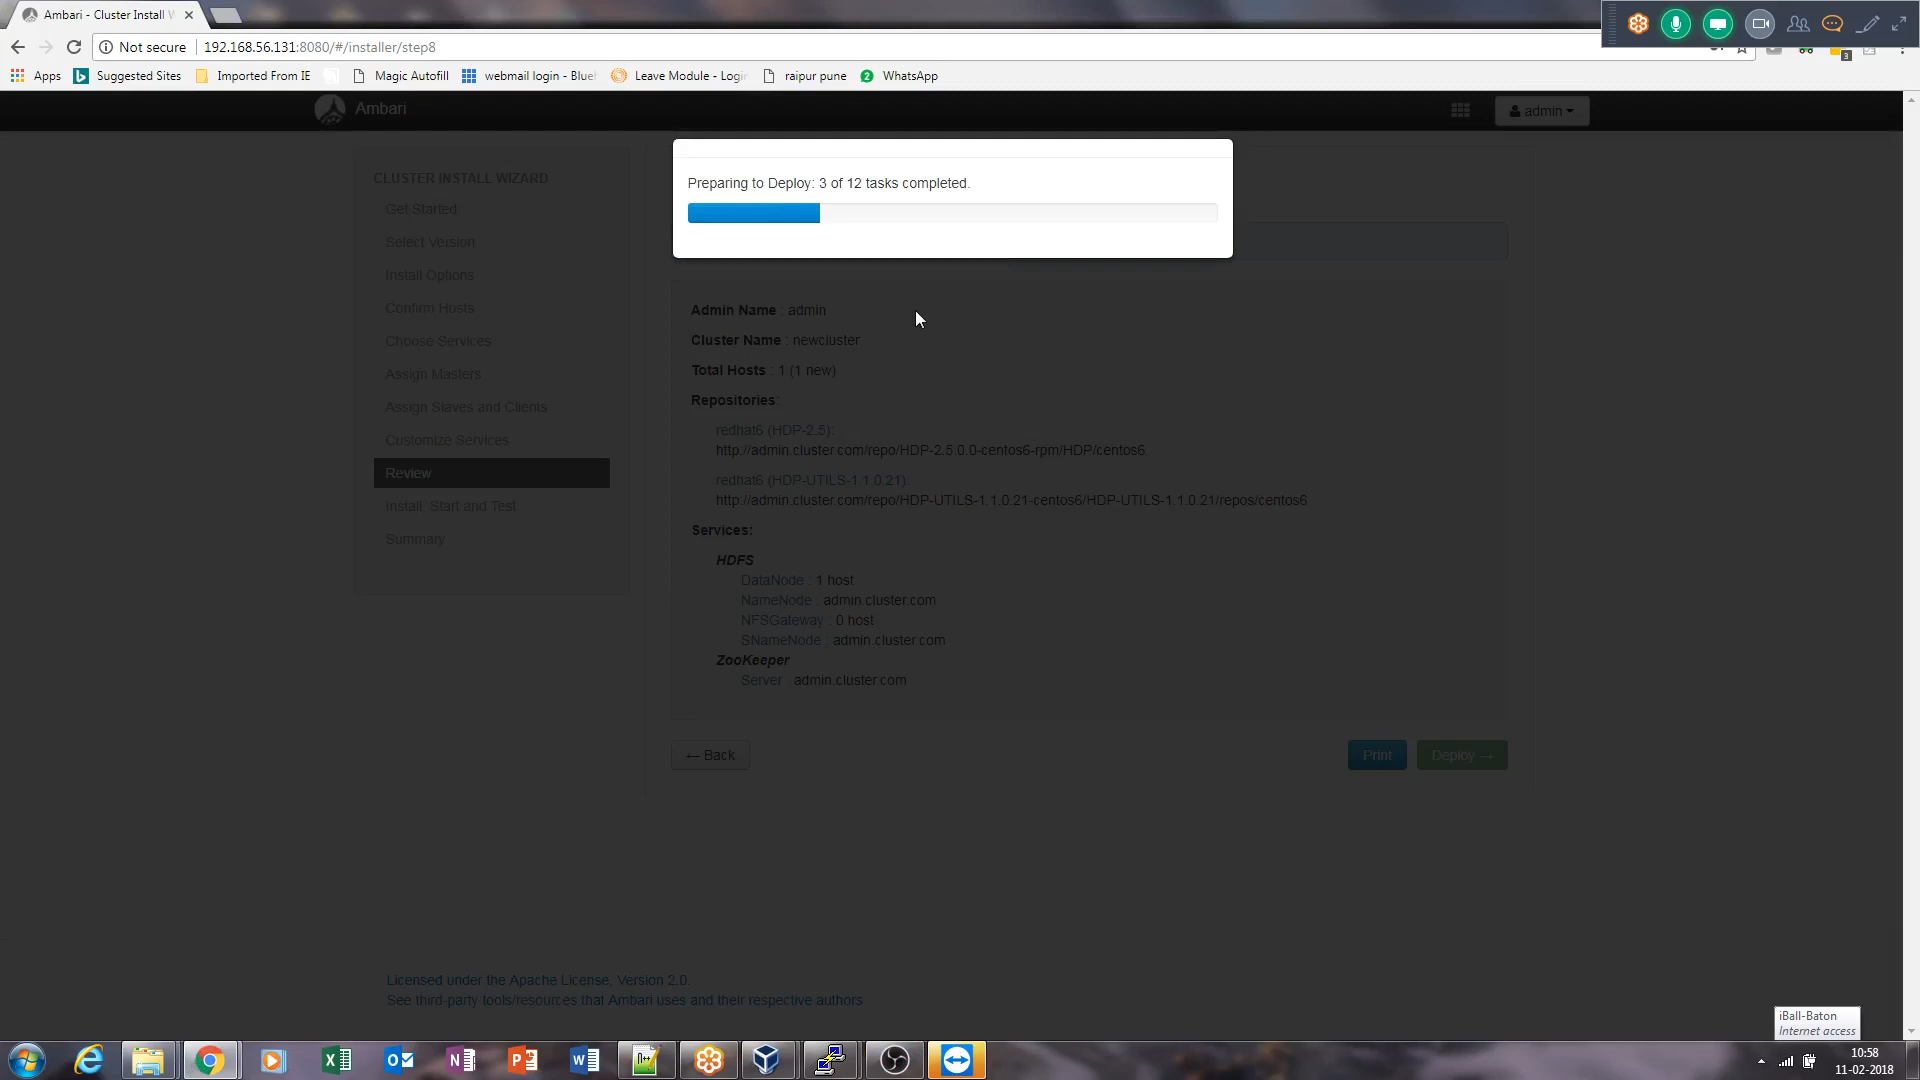 Ambari - Cluster Install W
Not secure 192.168.56.131:8080/#/installer/step8
3
Apps Suggested Sites Imported From IE Magic Autofill webmail login - Blueh Leave Module - Login raipur pune 2 WhatsApp
Ambari
admin
Preparing to Deploy: 3 of 12 tasks completed.
CLUSTER INSTALL WIZARD
Get Started
Select Version
Install Options
Confirm Hosts
Choose Services
Assign Masters
Assign Slaves and Clients
Customize Services
Review
Install, Start and Test
Summary
Admin Name : admin
Cluster Name : newcluster
Total Hosts : 1 (1 new)
Repositories:
redhat6 (HDP-2.5):
http://admin.cluster.com/repo/HDP-2.5.0.0-centos6-rpm/HDP/centos6
redhat6 (HDP-UTILS-1.1.0.21):
http://admin.cluster.com/repo/HDP-UTILS-1.1.0.21-centos6/HDP-UTILS-1.1.0.21/repos/centos6
Services:
HDFS
DataNode : 1 host
NameNode : admin.cluster.com
NFSGateway : 0 host
SNameNode : admin.cluster.com
ZooKeeper
Server : admin.cluster.com
← Back
Print
Deploy →
Licensed under the Apache License, Version 2.0.
See third-party tools/resources that Ambari uses and their respective authors
iBall-Baton
Internet access
10:58
11-02-2018